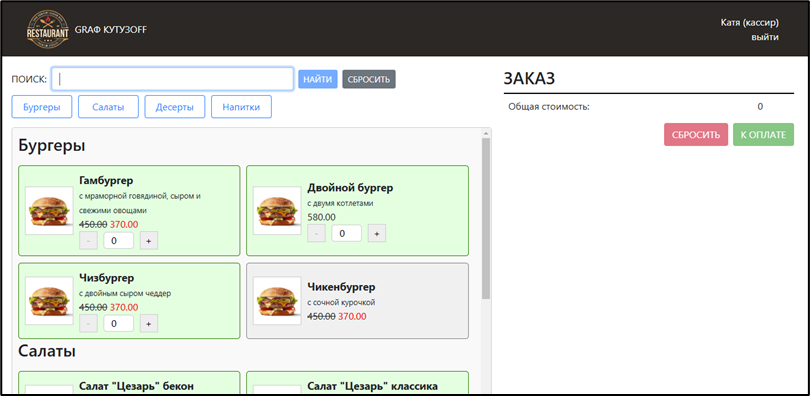 RESTAURANT
GRAФ КУТУЗOFF
Катя (кассир)
выйти
ПОИСК:
НАЙТИ
СБРОСИТЬ
Бургеры
Салаты
Десерты
Напитки
Бургеры
Гамбургер
с мраморной говядиной, сыром и
свежими овощами
450.00 370.00
- 0 +
Двойной бургер
с двумя котлетами
580.00
- 0 +
Чизбургер
с двойным сыром чеддер
450.00 370.00
- 0 +
Чикенбургер
с сочной курочкой
450.00 370.00
Салаты
Салат "Цезарь" бекон
Салат "Цезарь" классика
ЗАКАЗ
Общая стоимость: 0
СБРОСИТЬ
К ОПЛАТЕ